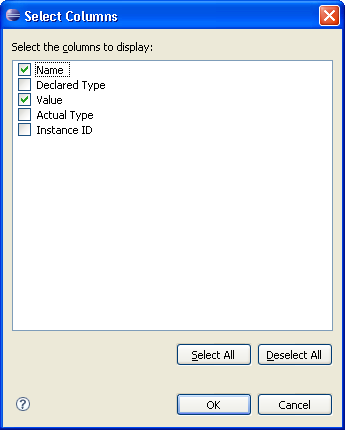 Select Columns
Select the columns to display:
Name
Declared Type
Value
Actual Type
Instance ID
Select All
Deselect All
?
OK
Cancel